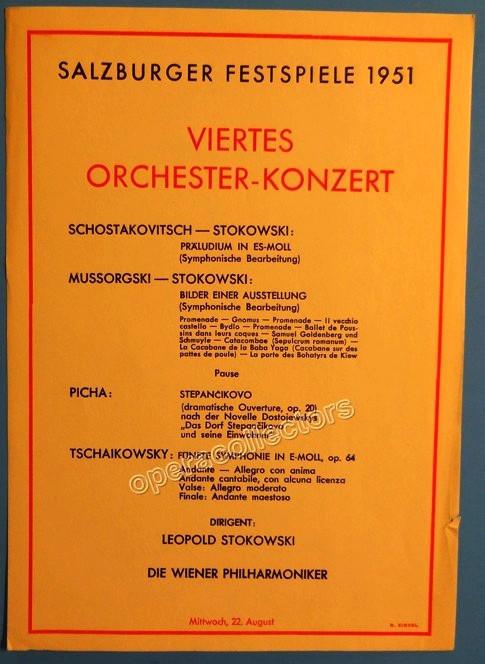 SALZBURGER FESTSPIELE 1951
VIERTES
ORCHESTER-KONZERT
SCHOSTAKOVITSCH — STOKOWSKI:
PRÄLUDIUM IN ES-MOLL
(Symphonische Bearbeitung)
MUSSORGSKI — STOKOWSKI:
BILDER EINER AUSSTELLUNG
(Symphonische Bearbeitung)
Promenade — Gnomus — Promenade — Il vecchio
castello — Bydlo — Promenade — Ballet de Pous-
sins dans leurs coques — Samuel Goldenberg und
Schmuyle — Catacombae (Sepulcrum romanum) —
La Cacabane de la Baba Yaga (Cacabane sur des
pattes de poule) — La porte des Bohatyrs de Kiew
Pause
PICHA: STEPANČIKOVO
(dramatische Ouverture, op. 20)
nach der Novelle Dostoiewskys
„Das Dorf Stepančikovo
und seine Einwohner"
TSCHAIKOWSKY: FÜNFTE SYMPHONIE IN E-MOLL, op. 64
Andante — Allegro con anima
Andante cantabile, con alcuna licenza
Valse: Allegro moderato
Finale: Andante maestoso
operacollectors
DIRIGENT:
LEOPOLD STOKOWSKI
DIE WIENER PHILHARMONIKER
Mittwoch, 22. August